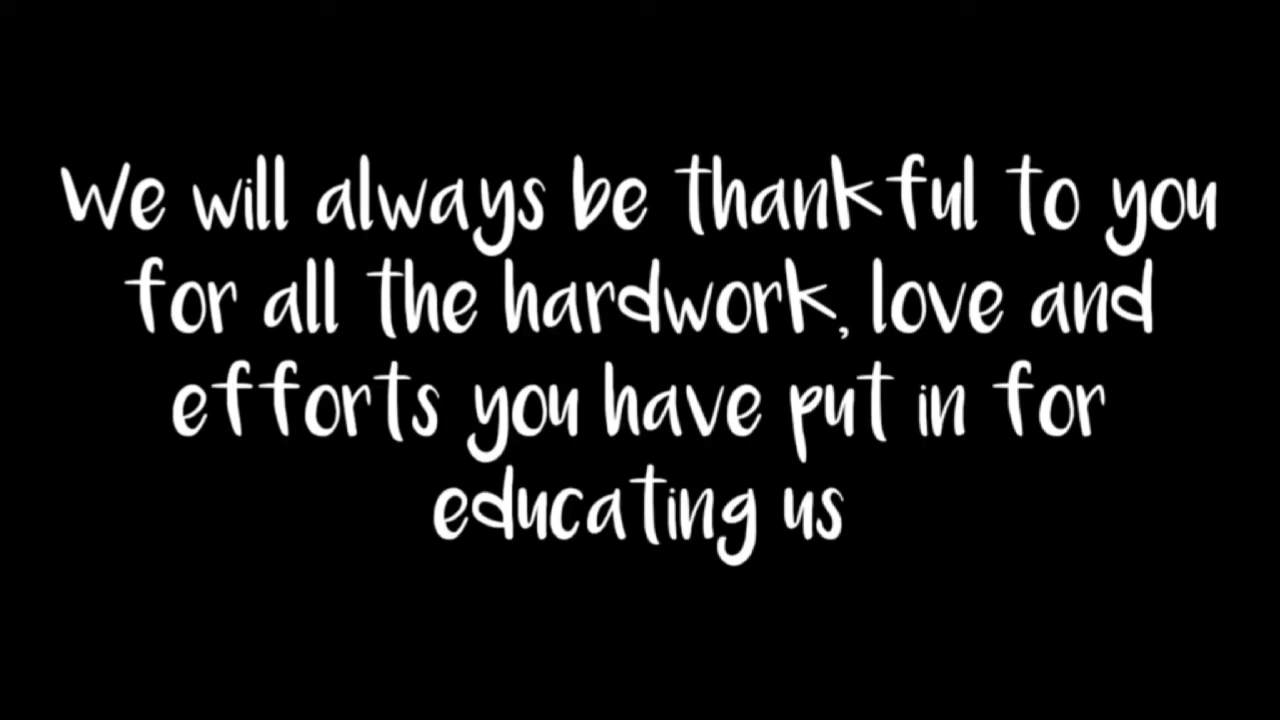 We will always be thankful to you
for all the hardwork, love and
efforts you have put in for
educating us